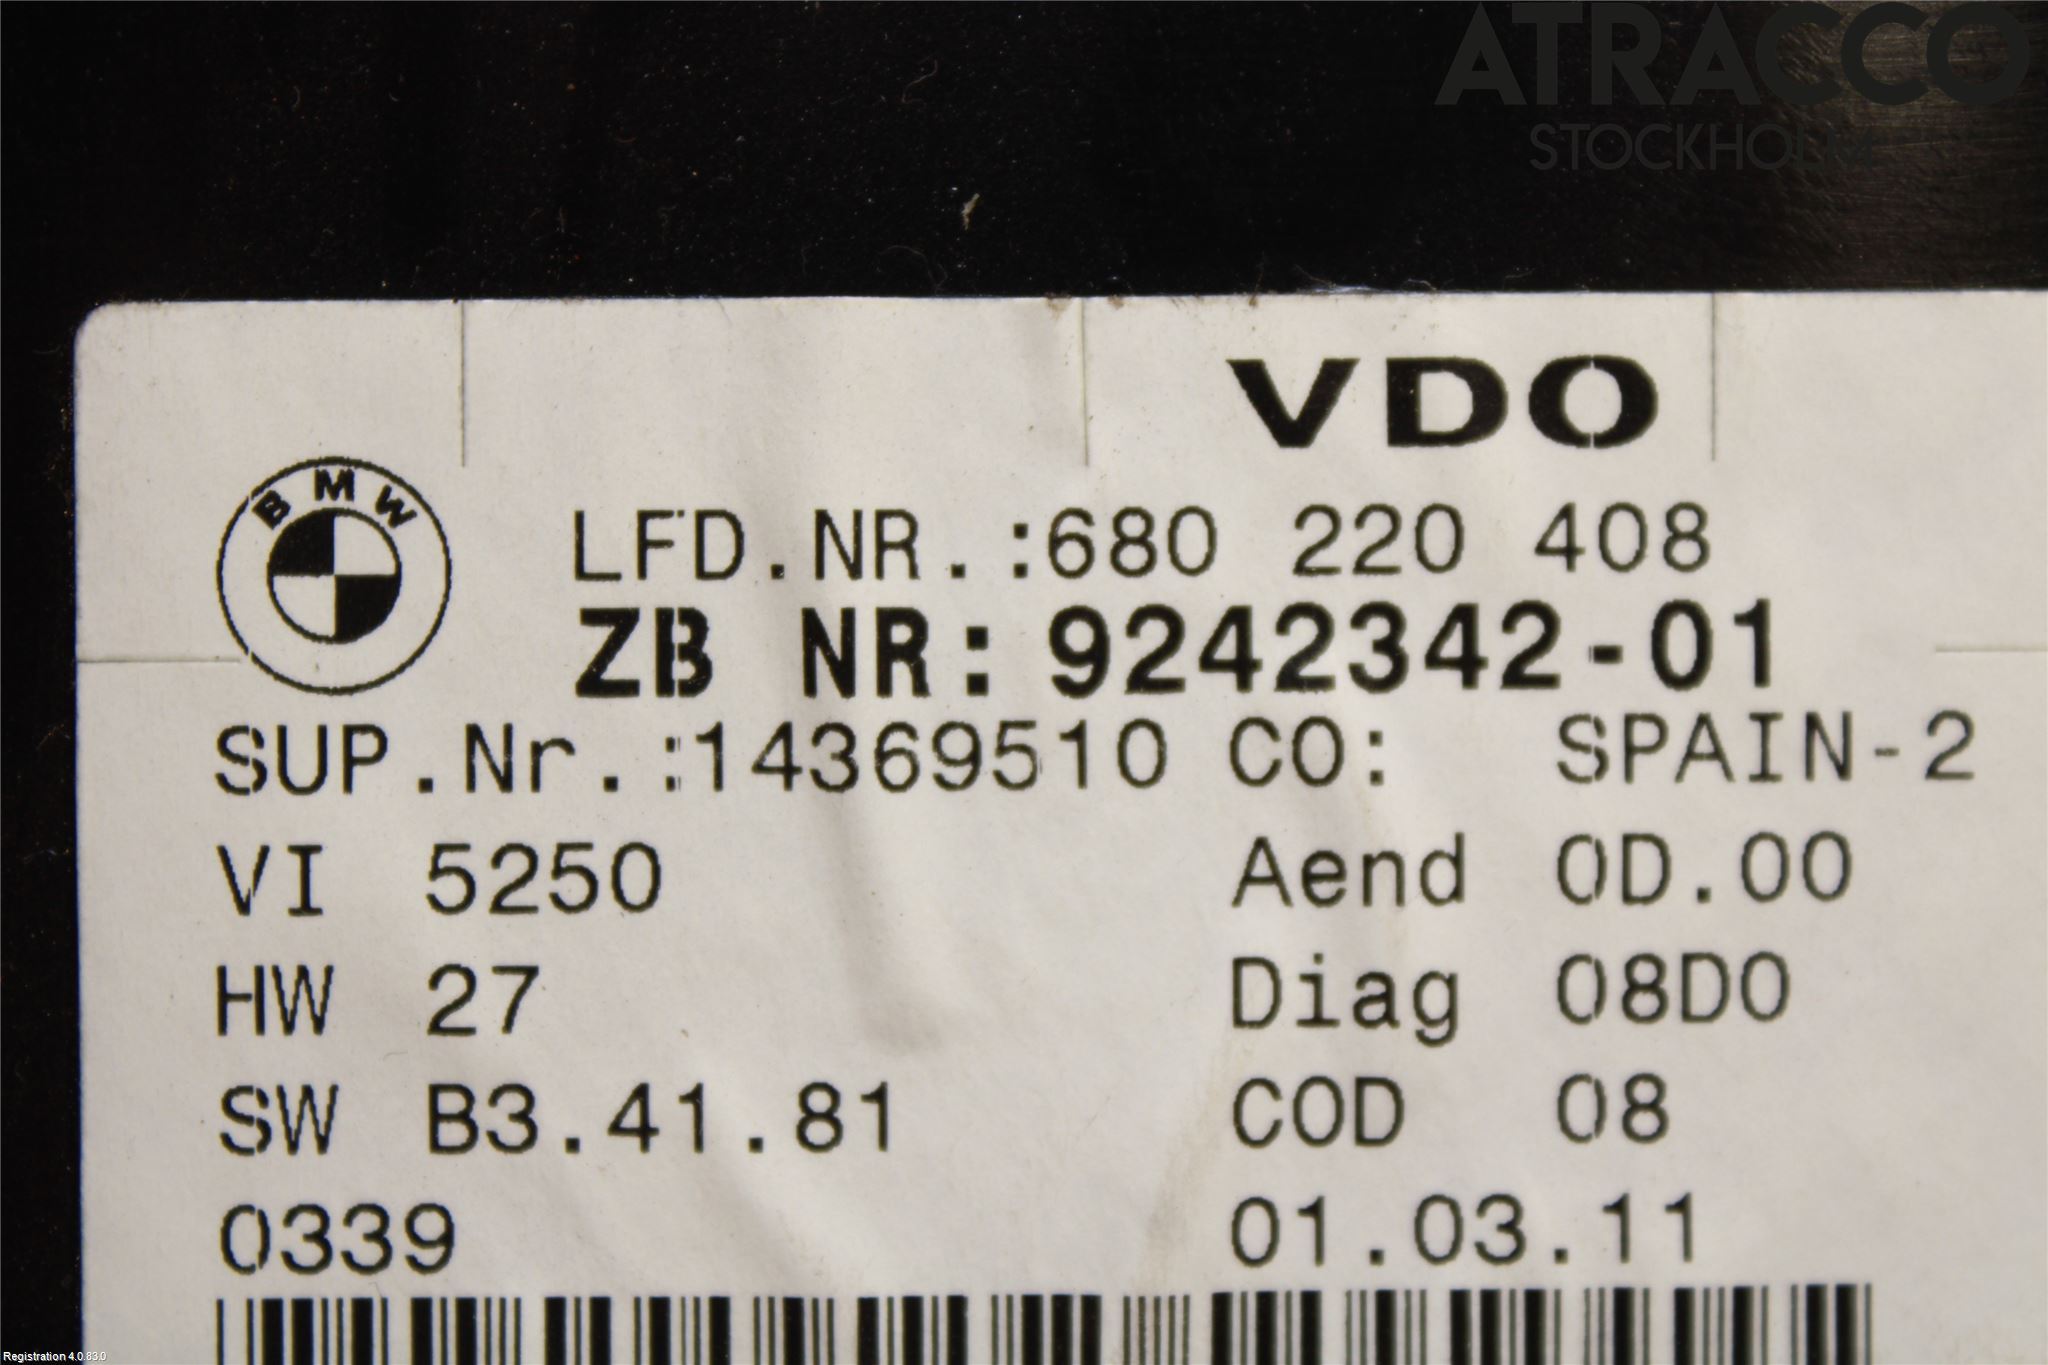 ATRACCO
STOCKHOLM
VDO
BMW
LFD.NR.:680 220 408
ZB NR:9242342-01
SUP.Nr.:14369510 CO: SPAIN-2
VI 5250 Aend 0D.00
HW 27 Diag 08D0
SW B3.41.81 COD 08
0339 01.03.11
Registration 4.0.83.0